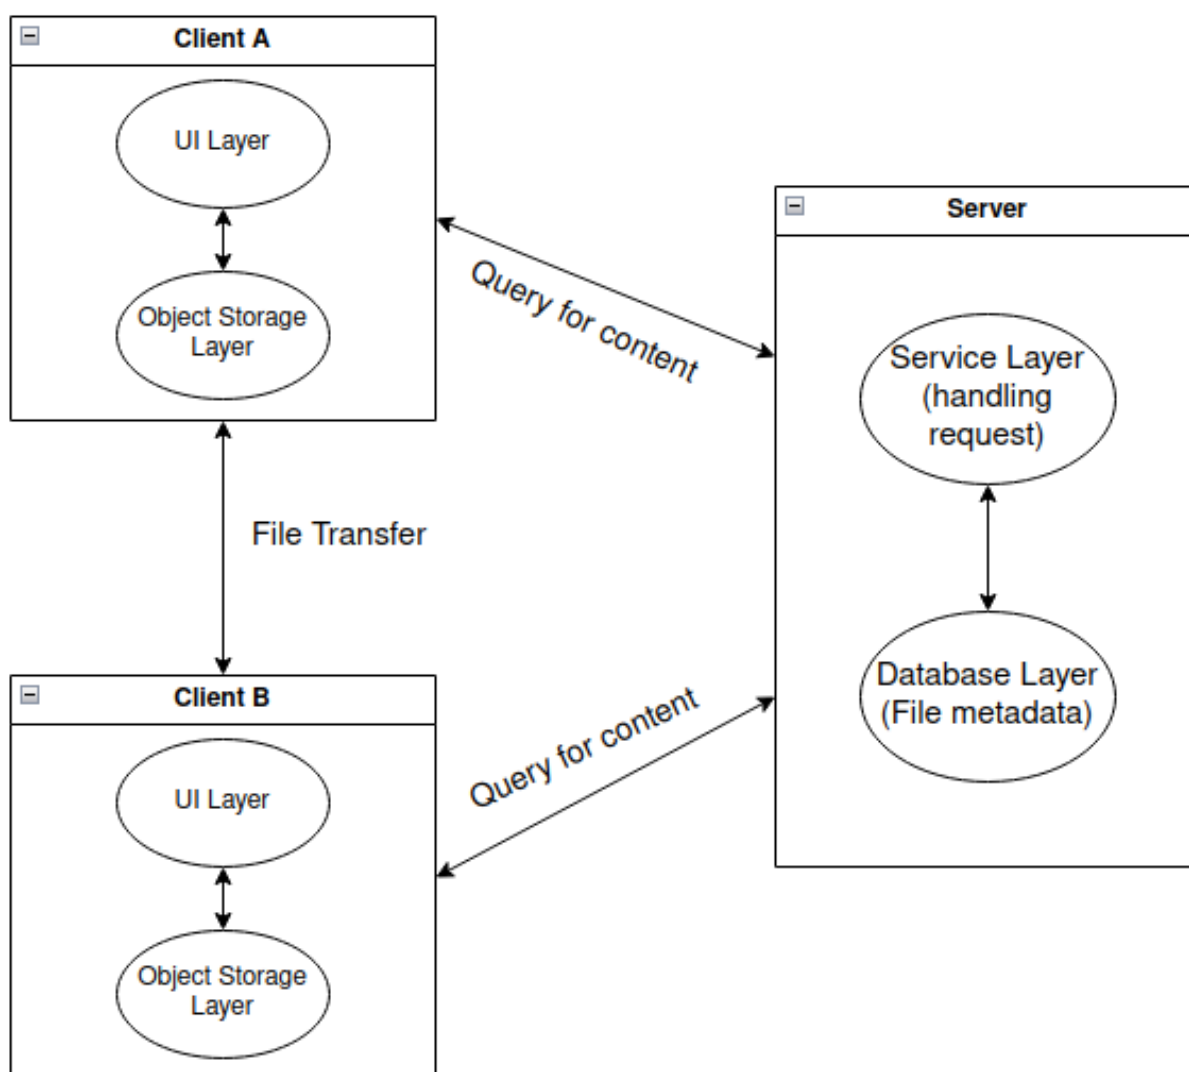 Client A
UI Layer
Object Storage
Layer
Query for content
Server
Service Layer
(handling
request)
File Transfer
Database Layer
(File metadata)
Query for content
Client B
UI Layer
Object Storage
Layer